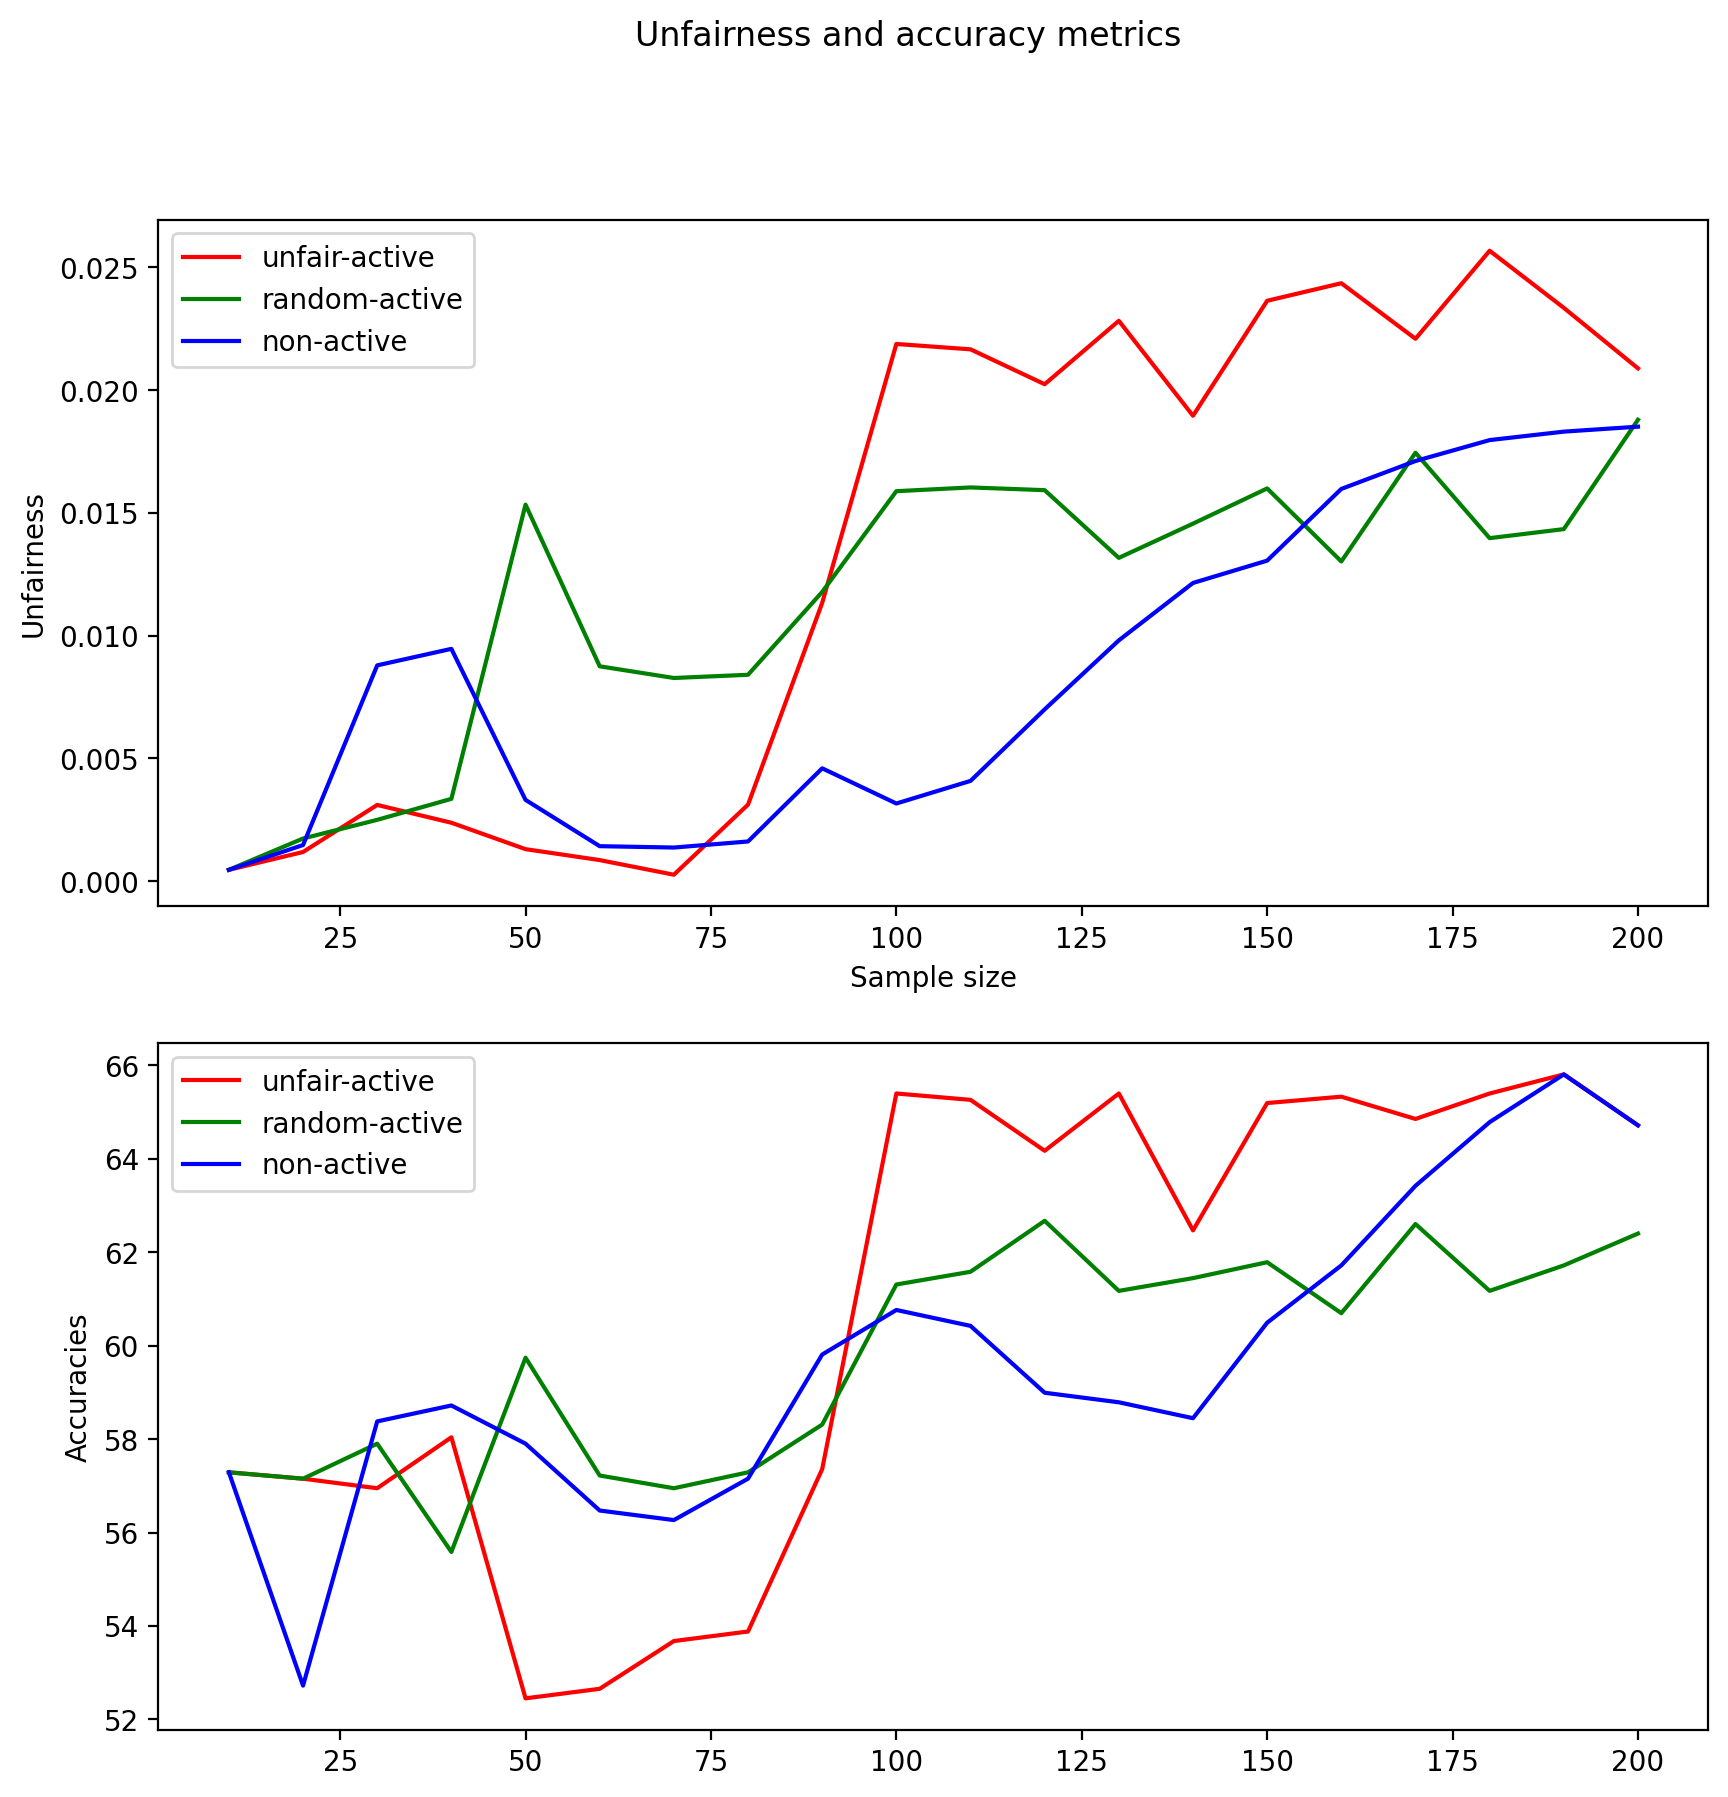 Unfairness and accuracy metrics
unfair-active
random-active
non-active
0.025
0.020
0.015
0.010
0.005
0.000
Unfairness
25 50 75 100 125 150 175 200
Sample size
unfair-active
random-active
non-active
66
64
62
60
58
56
54
52
Accuracies
25 50 75 100 125 150 175 200